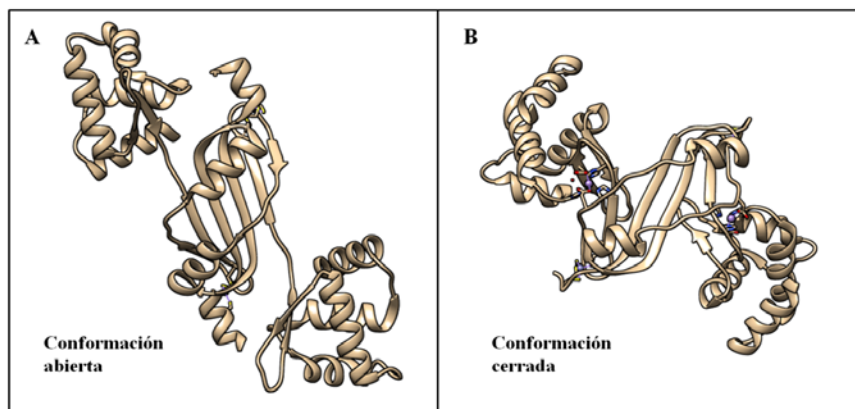 A
B
Conformación
abierta
Conformación
cerrada